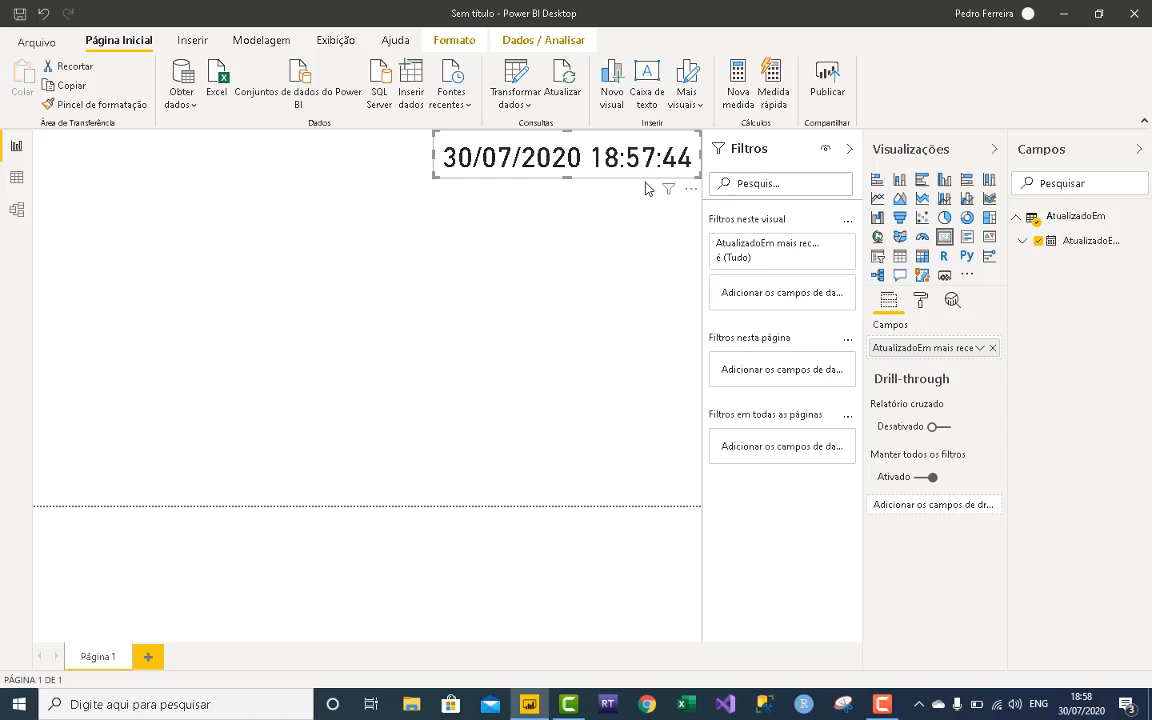 Sem título - Power BI Desktop
Pedro Ferreira
Arquivo
Página Inicial
Inserir
Modelagem
Exibição
Ajuda
Formato
Dados / Analisar
Colar
Recortar
Copiar
Pincel de formatação
Área de Transferência
Obter dados
Excel
Conjuntos de dados do Power BI
SQL Server
Inserir dados
Fontes recentes
Dados
Transformar dados
Atualizar
Consultas
Novo visual
Caixa de texto
Mais visuais
Inserir
Nova medida
Medida rápida
Cálculos
Publicar
Compartilhar
30/07/2020 18:57:44
Filtros
Pesquis...
Filtros neste visual
...
AtualizadoEm mais rec...
é (Tudo)
Adicionar os campos de da...
Filtros nesta página
...
Adicionar os campos de da...
Filtros em todas as páginas
...
Adicionar os campos de da...
Visualizações
R
Py
...
Campos
AtualizadoEm mais rece
Drill-through
Relatório cruzado
Desativado
Manter todos os filtros
Ativado
Adicionar os campos de dr...
Campos
Pesquisar
AtualizadoEm
AtualizadoE...
Página 1
PÁGINA 1 DE 1
Digite aqui para pesquisar
RT
R
ENG
18:58
30/07/2020
3